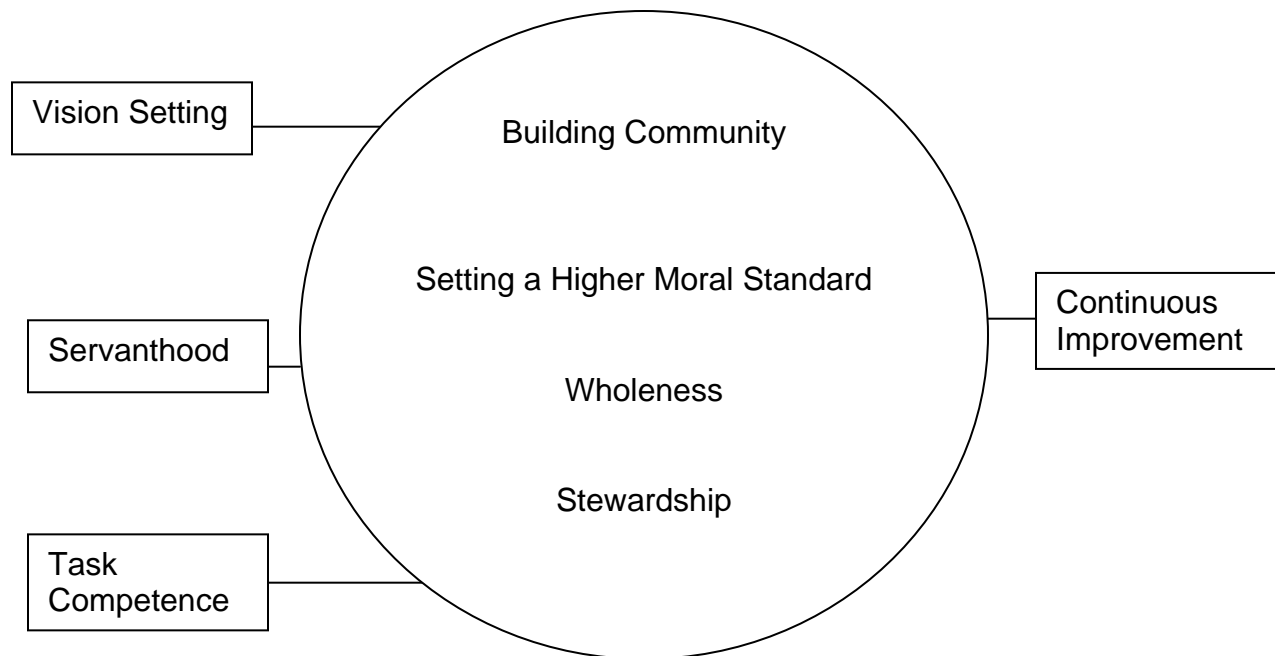 Vision Setting
Building Community
Setting a Higher Moral Standard
Continuous
Improvement
Servanthood
Wholeness
Stewardship
Task
Competence